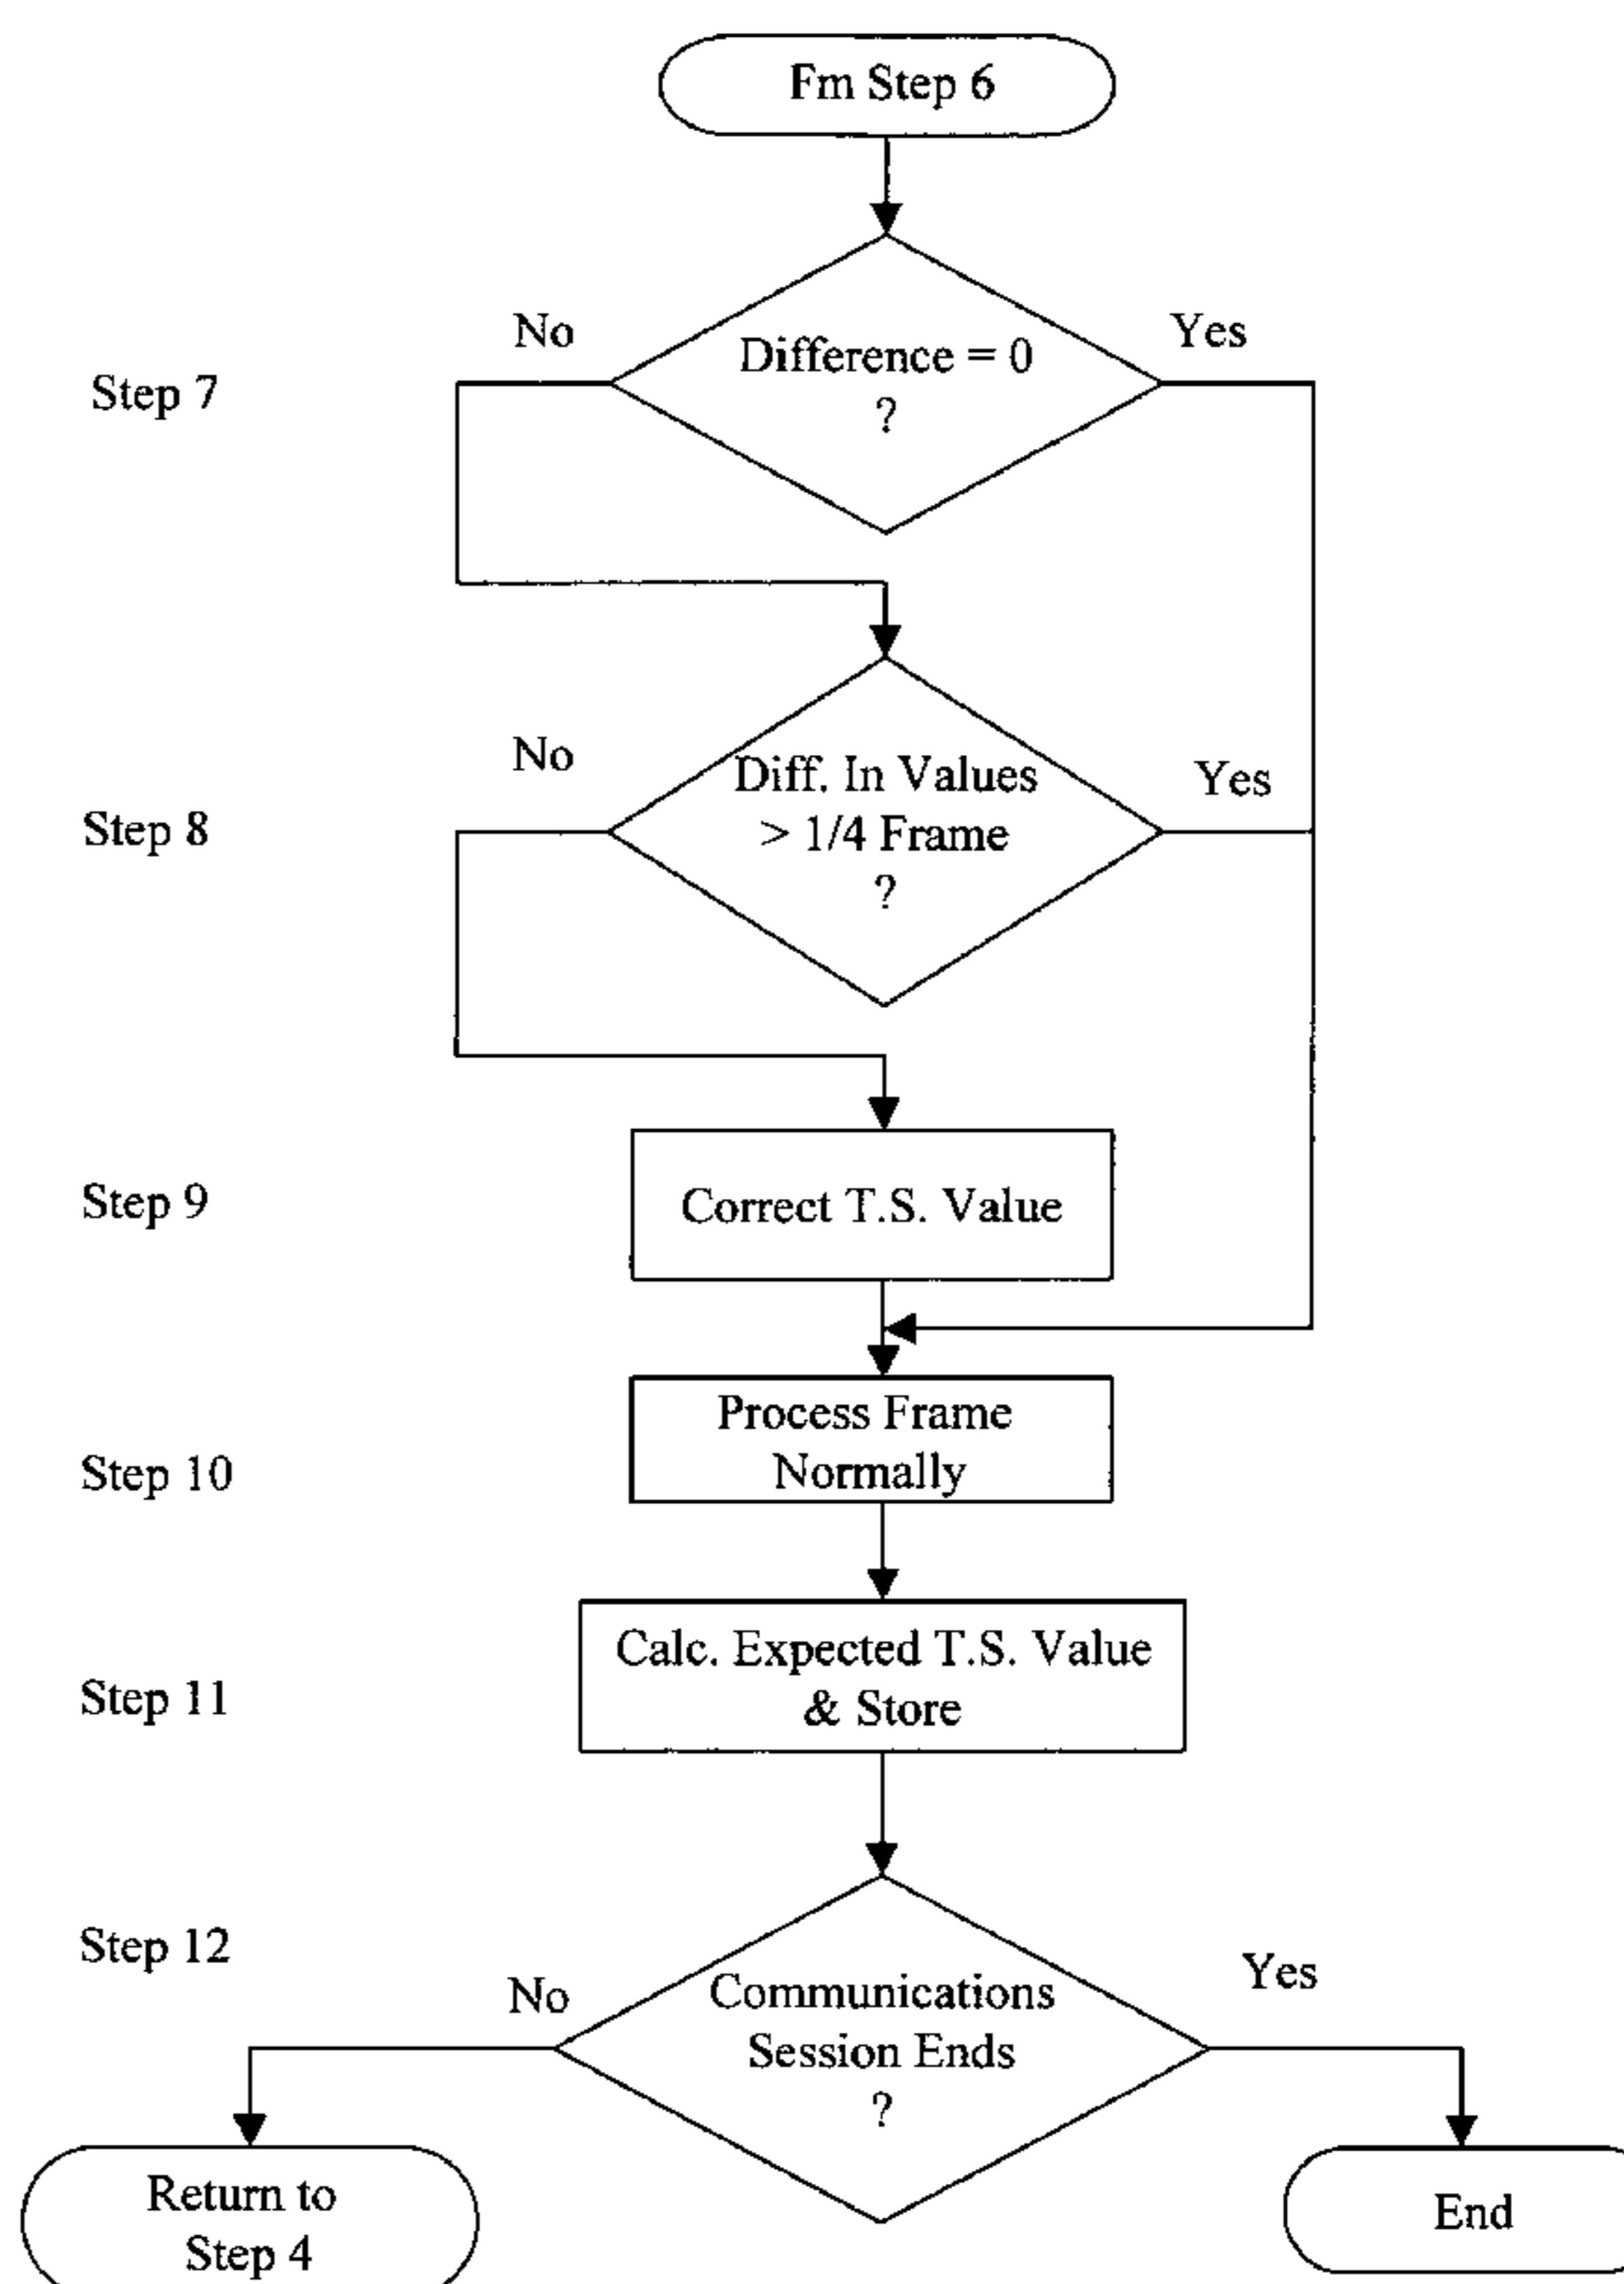 Fm Step 6
No
Yes
Step 7
Difference = 0
?
No
Yes
Step 8
Diff. In Values
> 1/4 Frame
?
Step 9
Correct T.S. Value
Step 10
Process Frame
Normally
Step 11
Calc. Expected T.S. Value
& Store
Step 12
No
Yes
Communications
Session Ends
?
Return to
Step 4
End